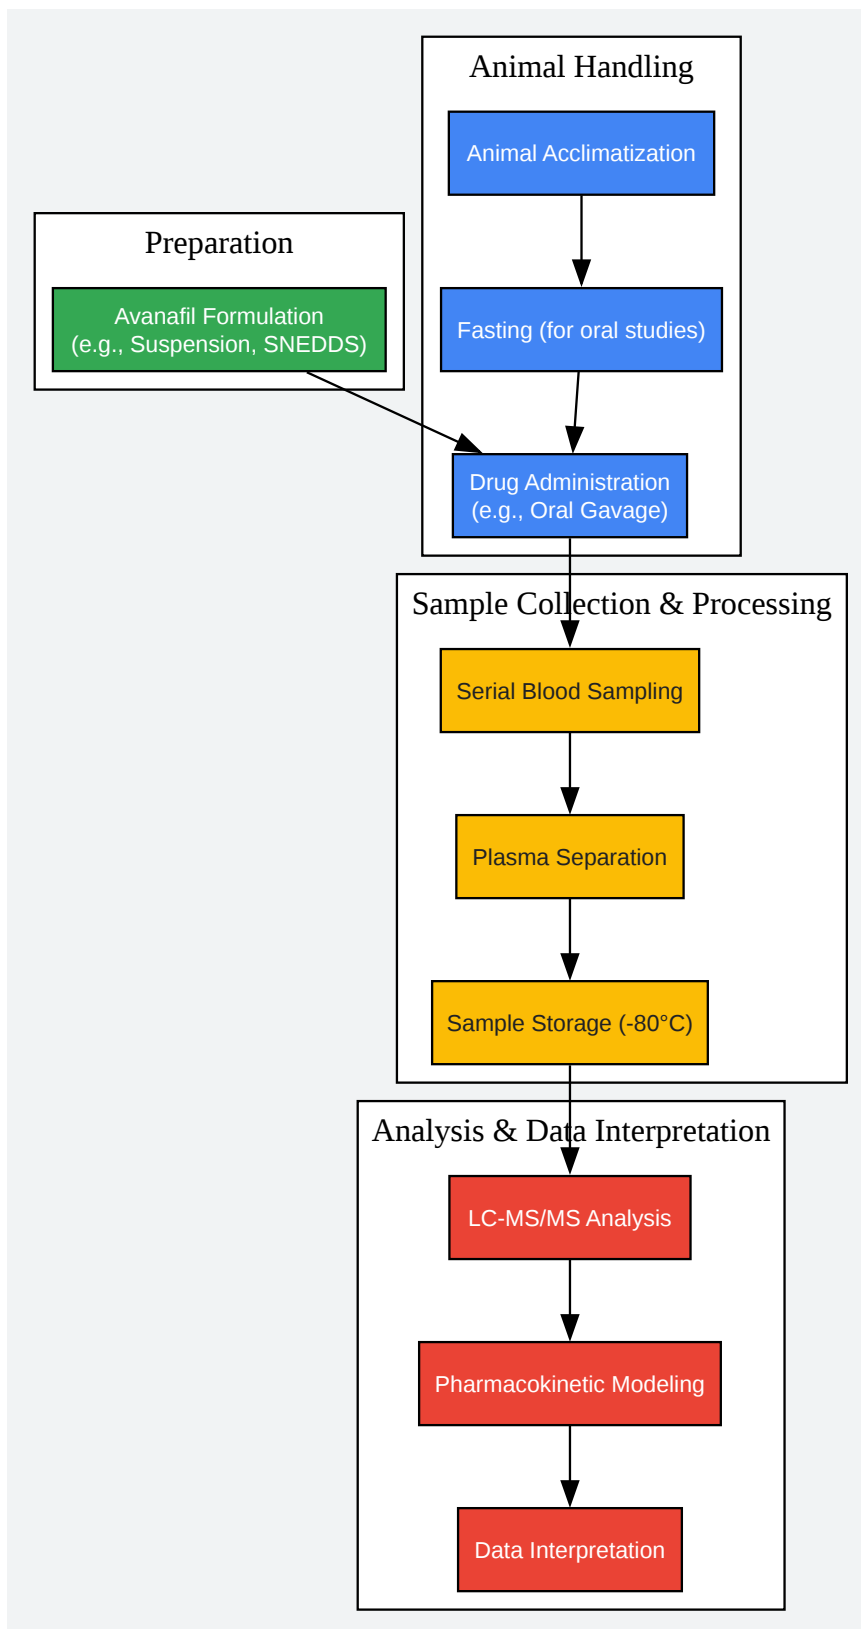 Animal Handling
Animal Acclimatization
Preparation
Avanafil Formulation
(e.g., Suspension, SNEDDS)
Fasting (for oral studies)
Drug Administration
(e.g., Oral Gavage)
Sample Collection & Processing
Serial Blood Sampling
Plasma Separation
Sample Storage (-80°C)
Analysis & Data Interpretation
LC-MS/MS Analysis
Pharmacokinetic Modeling
Data Interpretation